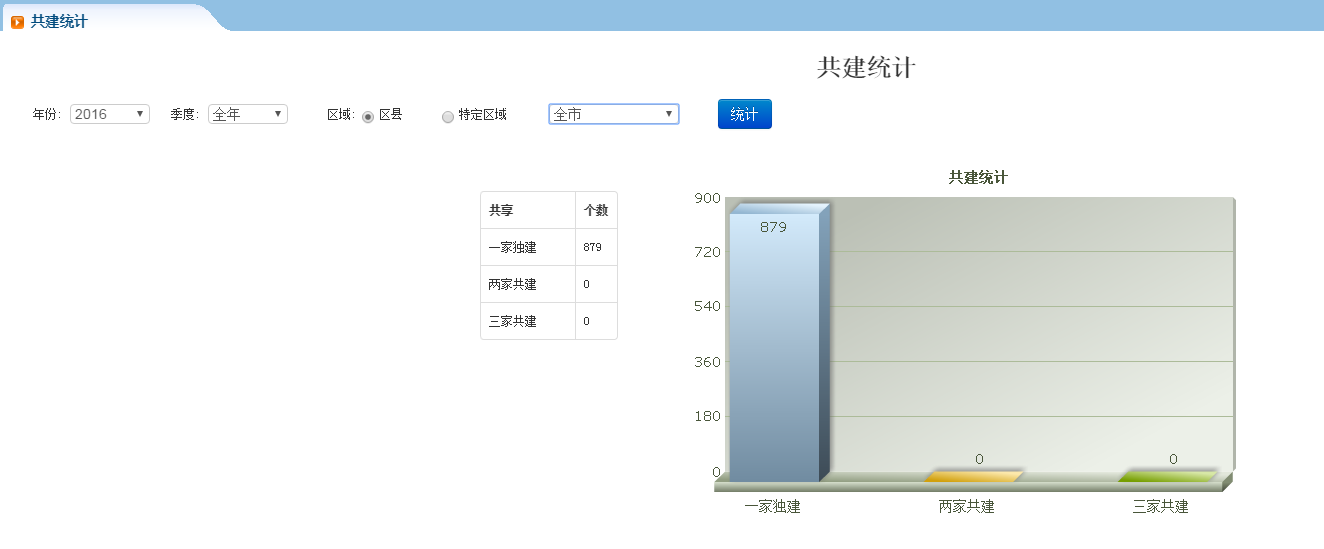 共建统计
共建统计
年份: 2016 季度: 全年 区域: 区县 特定区域 全市 统计
共享 个数
一家独建 879
两家共建 0
三家共建 0
共建统计
900
720
540
360
180
0
879
0
0
一家独建 两家共建 三家共建